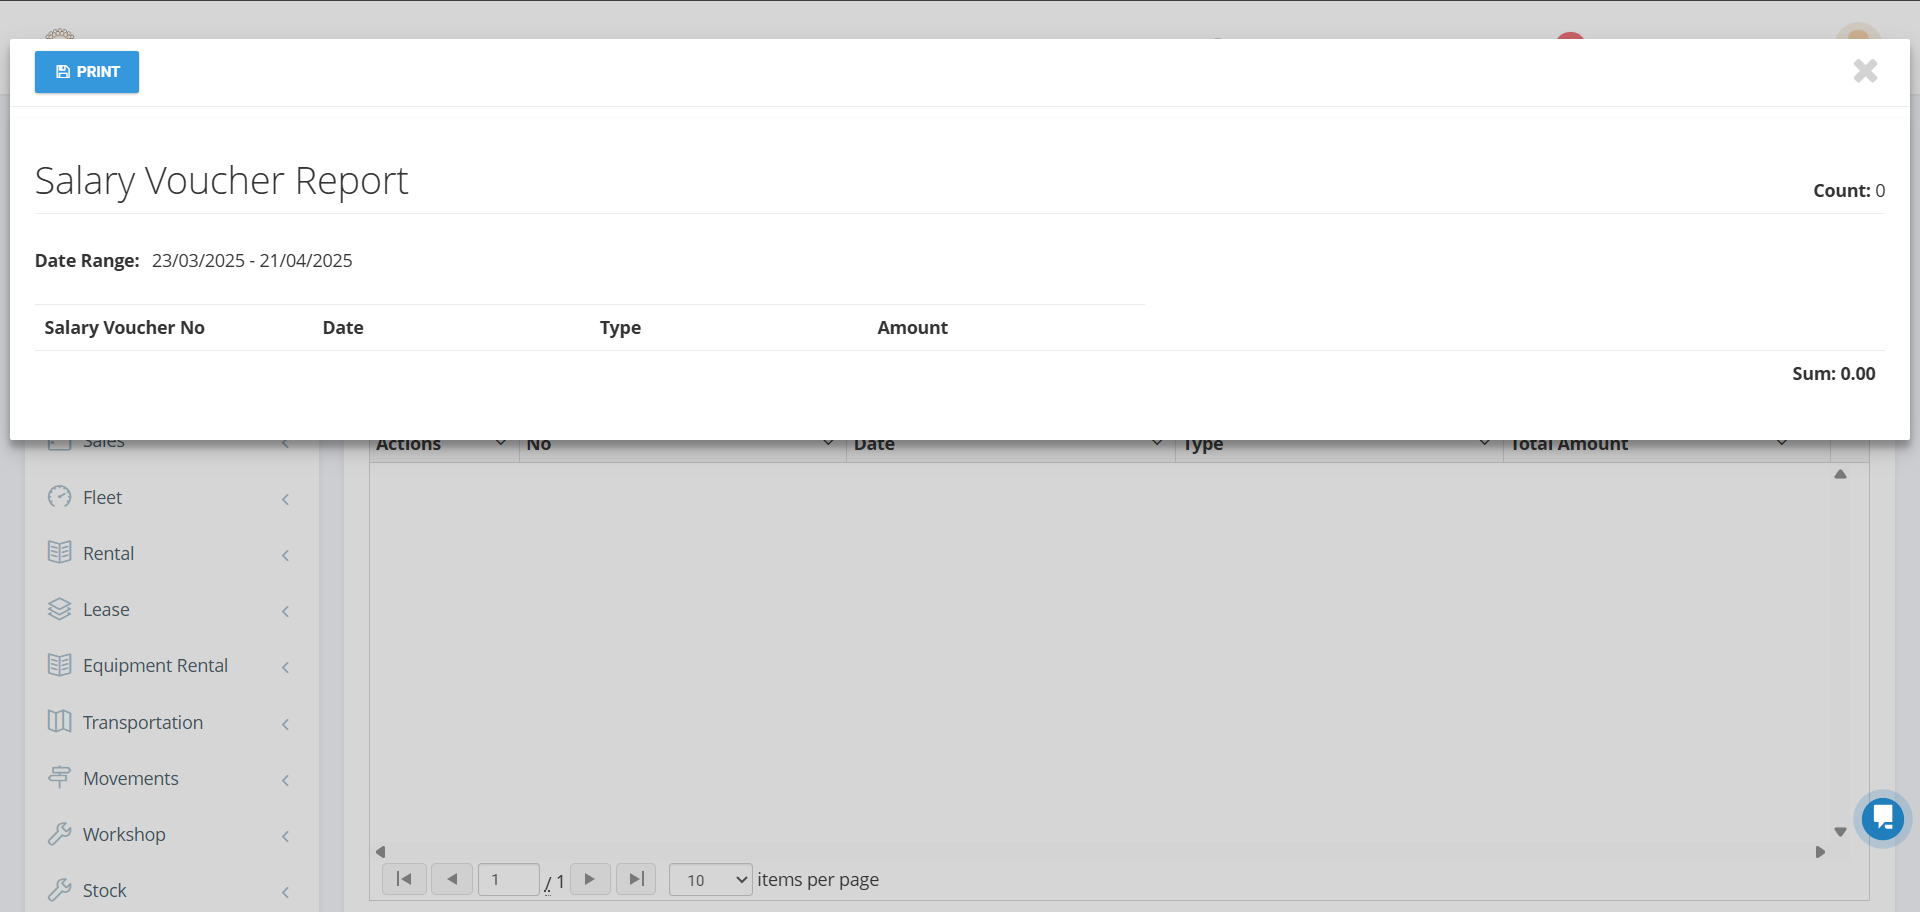 PRINT
Salary Voucher Report
Count: 0
Date Range: 23/03/2025 - 21/04/2025
Salary Voucher No Date Type Amount
Sum: 0.00
Sales
Actions No Date Type Total Amount
Fleet
Rental
Lease
Equipment Rental
Transportation
Movements
Workshop
Stock
1 / 1 10 items per page